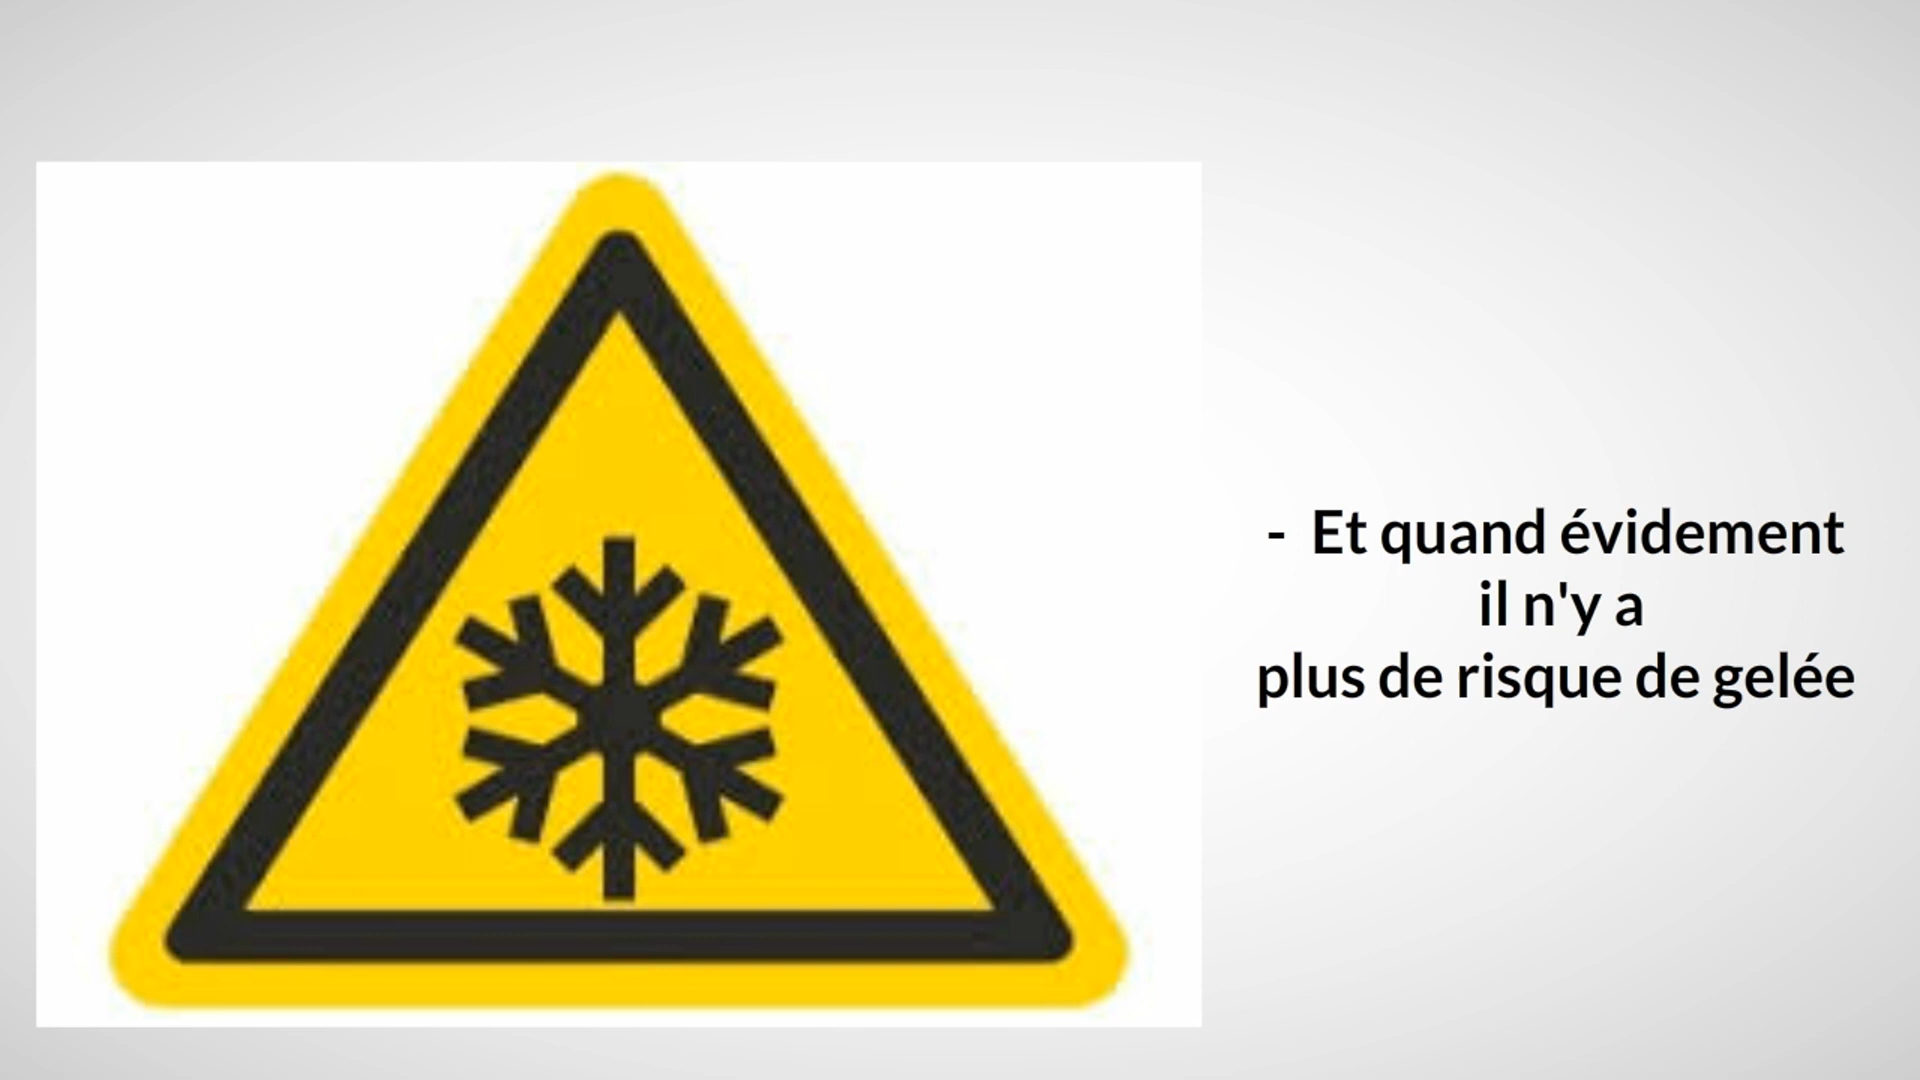 - Et quand évidement
il n'y a
plus de risque de gelée